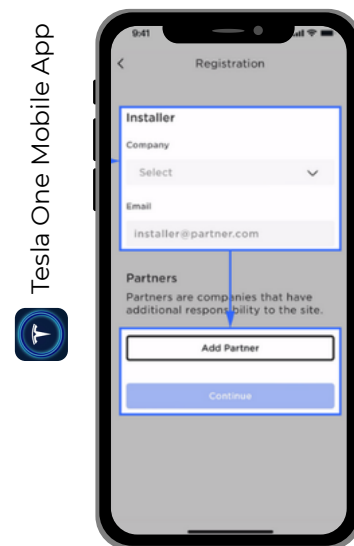 Tesla One Mobile App
9:41
Registration
Installer
Company
Select
Email
installer@partner.com
Partners
Partners are companies that have
additional responsibility to the site.
Add Partner
Continue